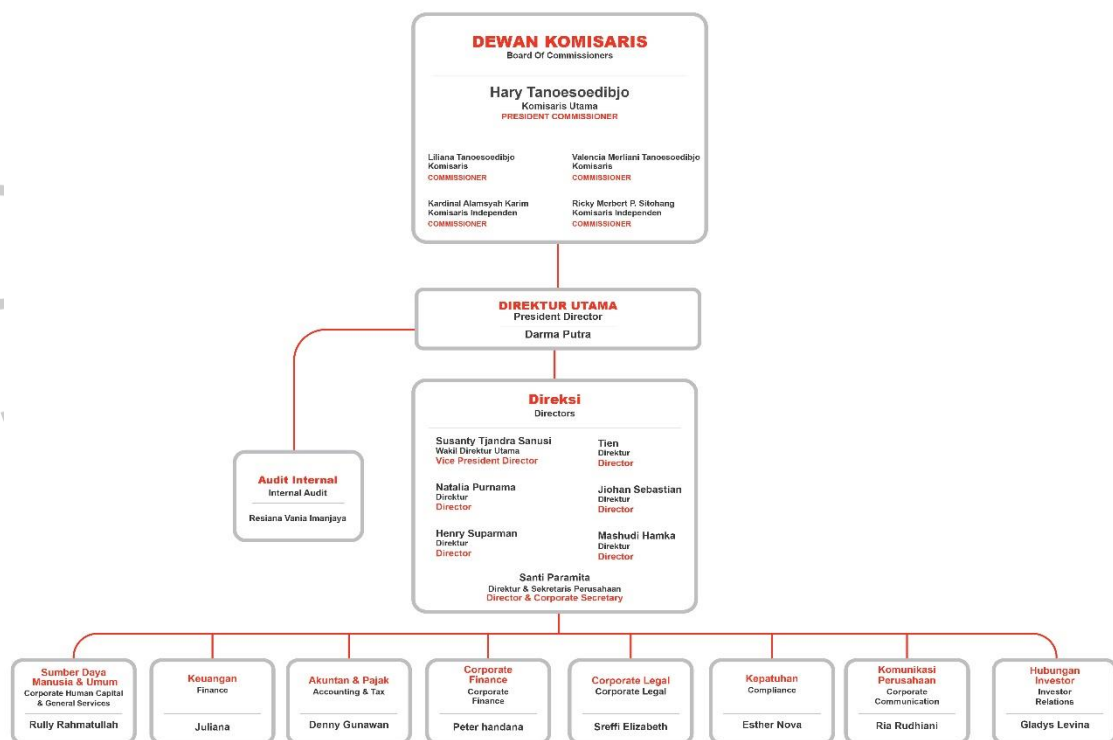 DEWAN KOMISARIS
Board Of Commissioners
Hary Tanoesoedibjo
Komisaris Utama
PRESIDENT COMMISSIONER
Liliana Tanoesoedibjo
Komisaris
COMMISSIONER
Valencia Merliani Tanoesoedibjo
Komisaris
COMMISSIONER
Kardinal Alamsyah Karim
Komisaris Independen
COMMISSIONER
Ricky Merbert P. Sitohang
Komisaris Independen
COMMISSIONER
DIREKTUR UTAMA
President Director
Darma Putra
Direksi
Directors
Susanty Tjandra Sanusi
Wakil Direktur Utama
Vice President Director
Tien
Direktur
Director
Natalia Purnama
Direktur
Director
Jiohan Sebastian
Direktur
Director
Henry Suparman
Direktur
Director
Mashudi Hamka
Direktur
Director
Santi Paramita
Direktur & Sekretaris Perusahaan
Director & Corporate Secretary
Audit Internal
Internal Audit
Resiana Vania Imanjaya
Sumber Daya
Manusia & Umum
Corporate Human Capital
& General Services
Rully Rahmatullah
Keuangan
Finance
Juliana
Akuntan & Pajak
Accounting & Tax
Denny Gunawan
Corporate
Finance
Corporate
Finance
Peter handana
Corporate Legal
Corporate Legal
Sreffi Elizabeth
Kepatuhan
Compliance
Esther Nova
Komunikasi
Perusahaan
Corporate
Communication
Ria Rudhiani
Hubungan
Investor
Investor
Relations
Gladys Levina